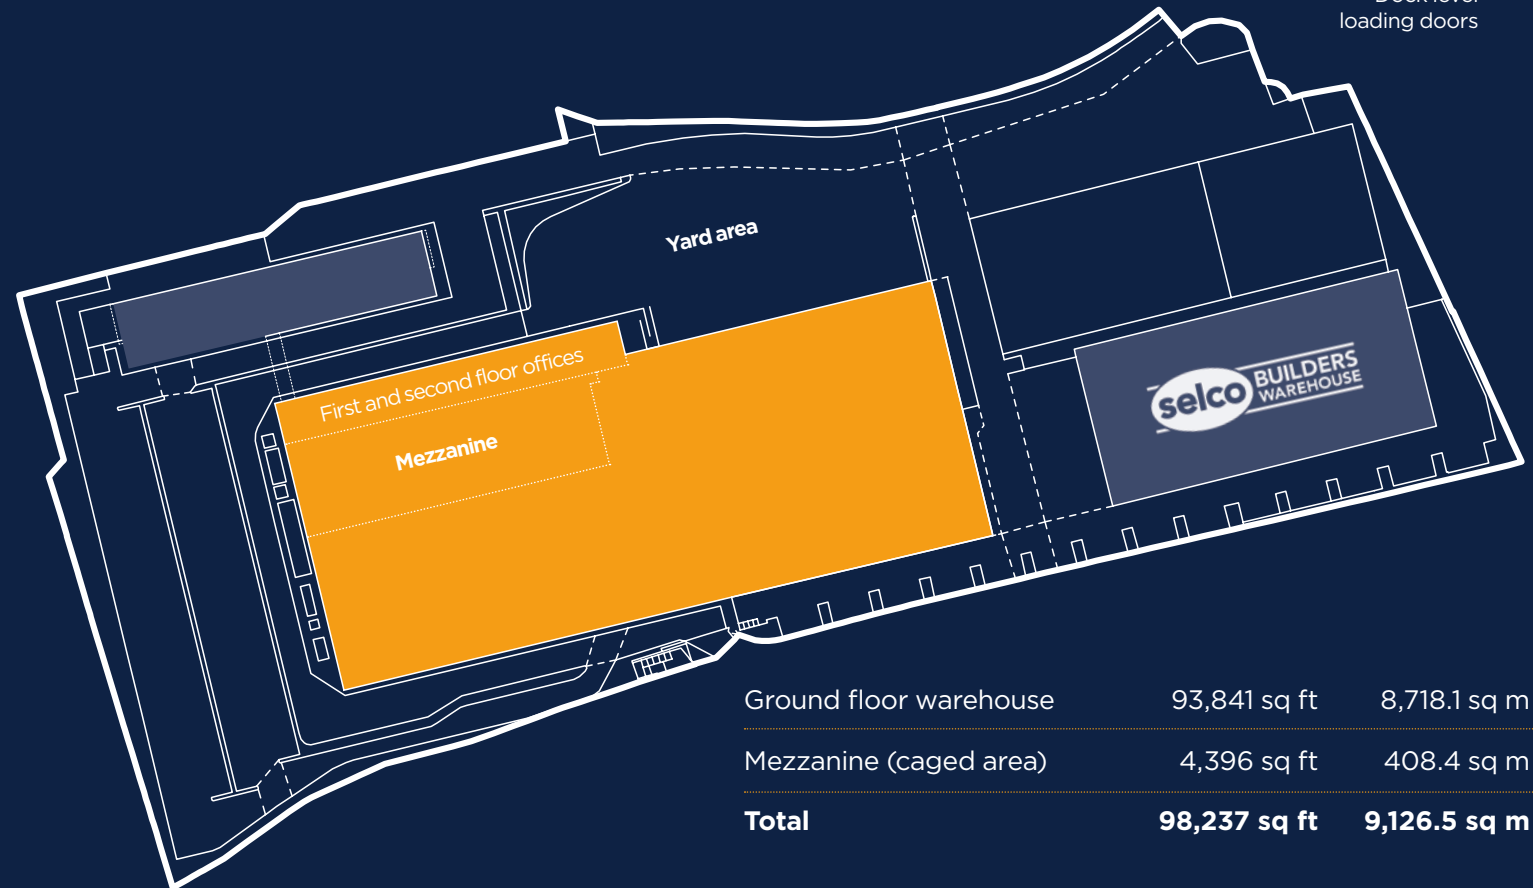 Dock level
loading doors
Yard area
First and second floor offices
Mezzanine
selco BUILDERS
WAREHOUSE
Ground floor warehouse 93,841 sq ft 8,718.1 sq m
Mezzanine (caged area) 4,396 sq ft 408.4 sq m
Total 98,237 sq ft 9,126.5 sq m